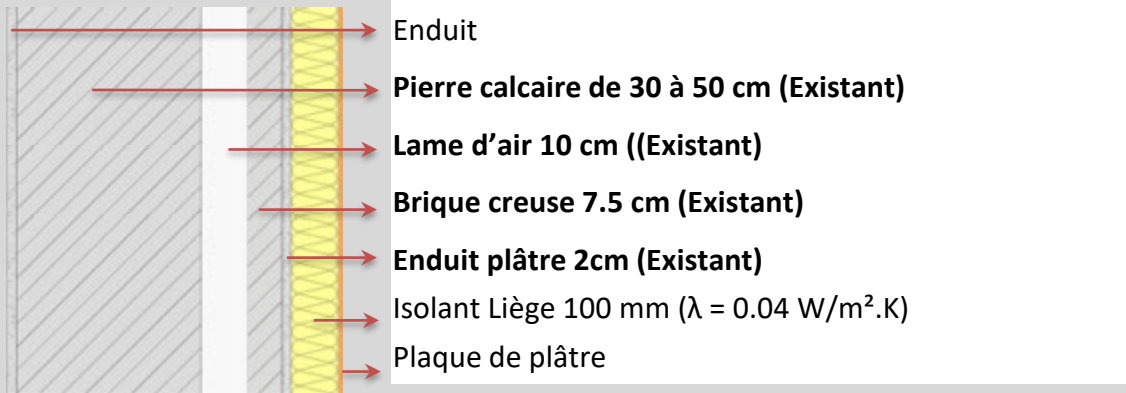 Enduit
Pierre calcaire de 30 à 50 cm (Existant)
Lame d’air 10 cm ((Existant)
Brique creuse 7.5 cm (Existant)
Enduit plâtre 2cm (Existant)
Isolant Liège 100 mm (λ = 0.04 W/m².K)
Plaque de plâtre